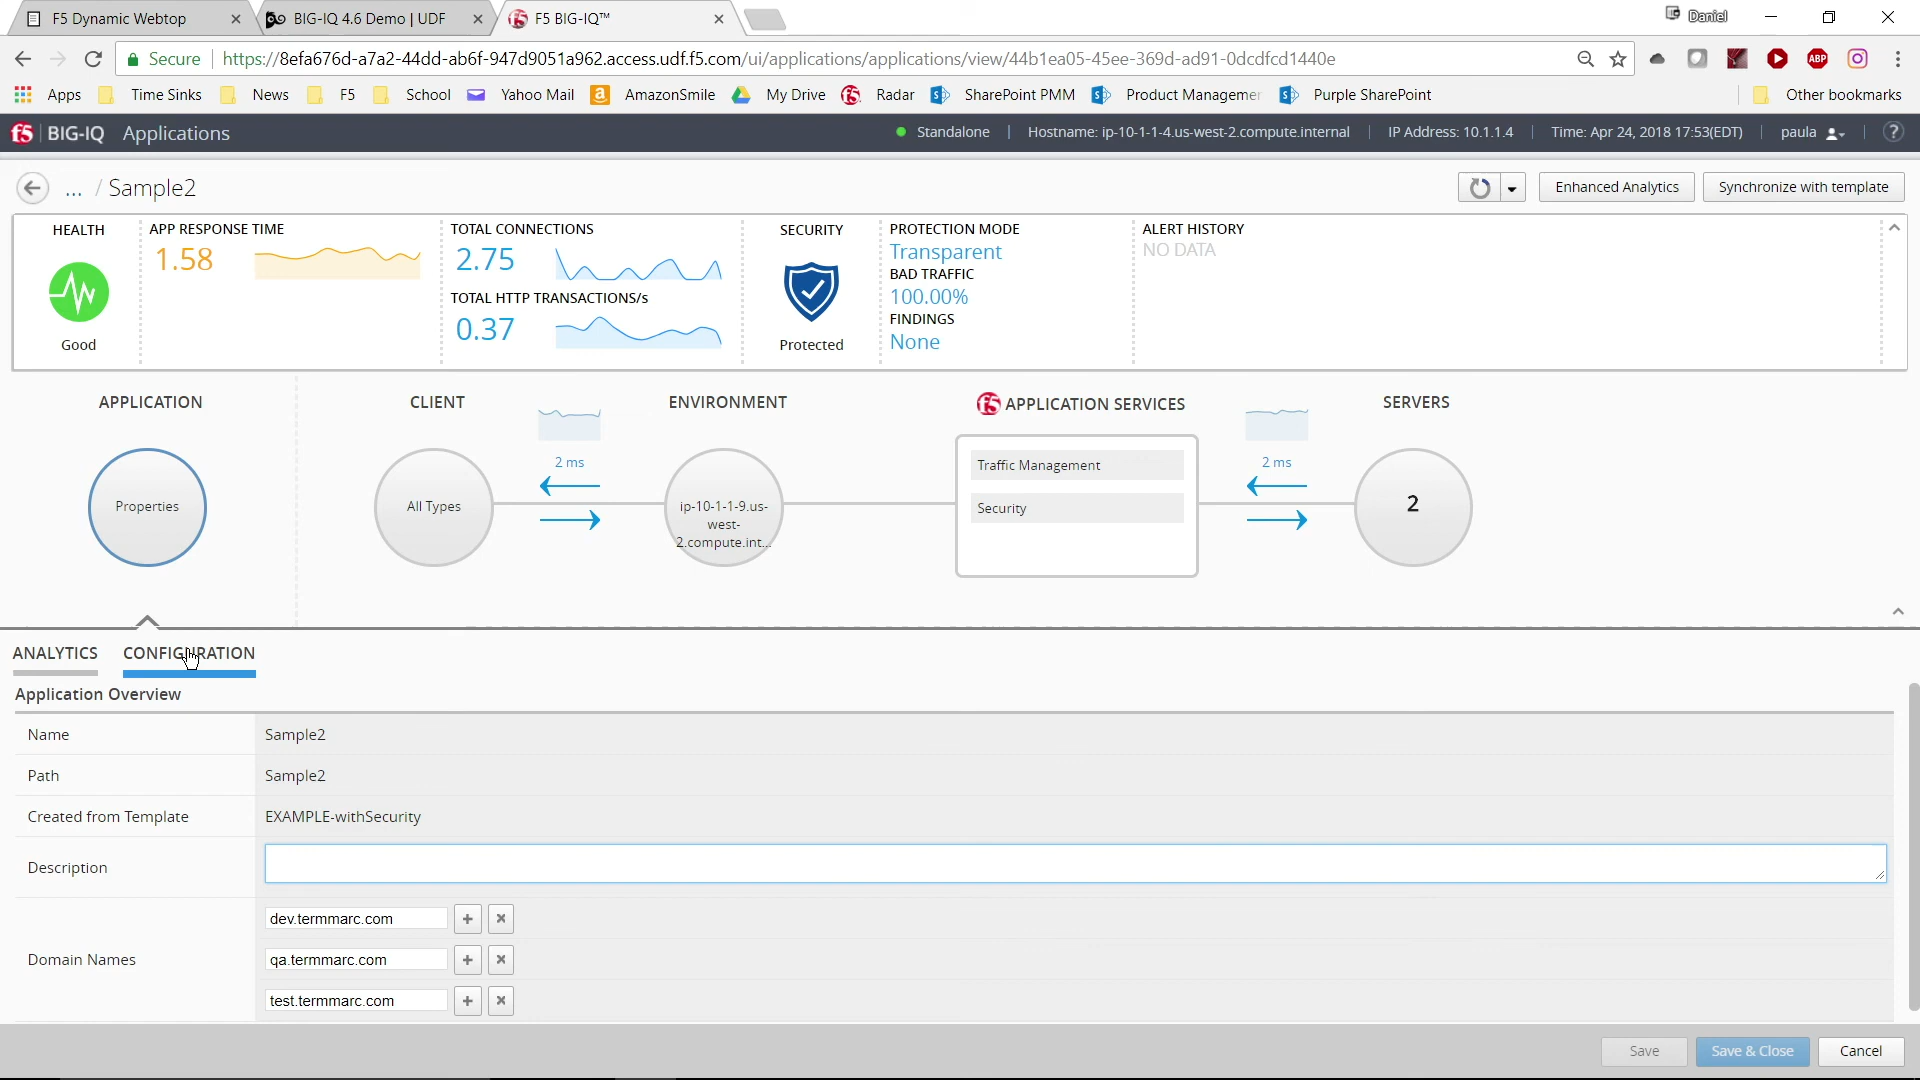 F5 Dynamic Webtop
BIG-IQ 4.6 Demo | UDF
F5 BIG-IQ™
Daniel
Secure
https://8efa676d-a7a2-44dd-ab6f-947d9051a962.access.udf.f5.com/ui/applications/applications/view/44b1ea05-45ee-369d-ad91-0dcdfcd1440e
ABP
Apps
Time Sinks
News
F5
School
Yahoo Mail
AmazonSmile
My Drive
Radar
SharePoint PMM
Product Managemer
Purple SharePoint
Other bookmarks
f5 BIG-IQ Applications
Standalone
Hostname: ip-10-1-1-4.us-west-2.compute.internal
IP Address: 10.1.1.4
Time: Apr 24, 2018 17:53(EDT)
paula
?
... / Sample2
Enhanced Analytics
Synchronize with template
HEALTH
Good
APP RESPONSE TIME
1.58
TOTAL CONNECTIONS
2.75
TOTAL HTTP TRANSACTIONS/s
0.37
SECURITY
Protected
PROTECTION MODE
Transparent
BAD TRAFFIC
100.00%
FINDINGS
None
ALERT HISTORY
NO DATA
APPLICATION
Properties
CLIENT
All Types
2 ms
ENVIRONMENT
ip-10-1-1-9.us-
west-
2.compute.int...
f5 APPLICATION SERVICES
Traffic Management
Security
2 ms
SERVERS
2
ANALYTICS
CONFIGURATION
Application Overview
Name
Sample2
Path
Sample2
Created from Template
EXAMPLE-withSecurity
Description
Domain Names
dev.termmarc.com
qa.termmarc.com
test.termmarc.com
Save
Save & Close
Cancel